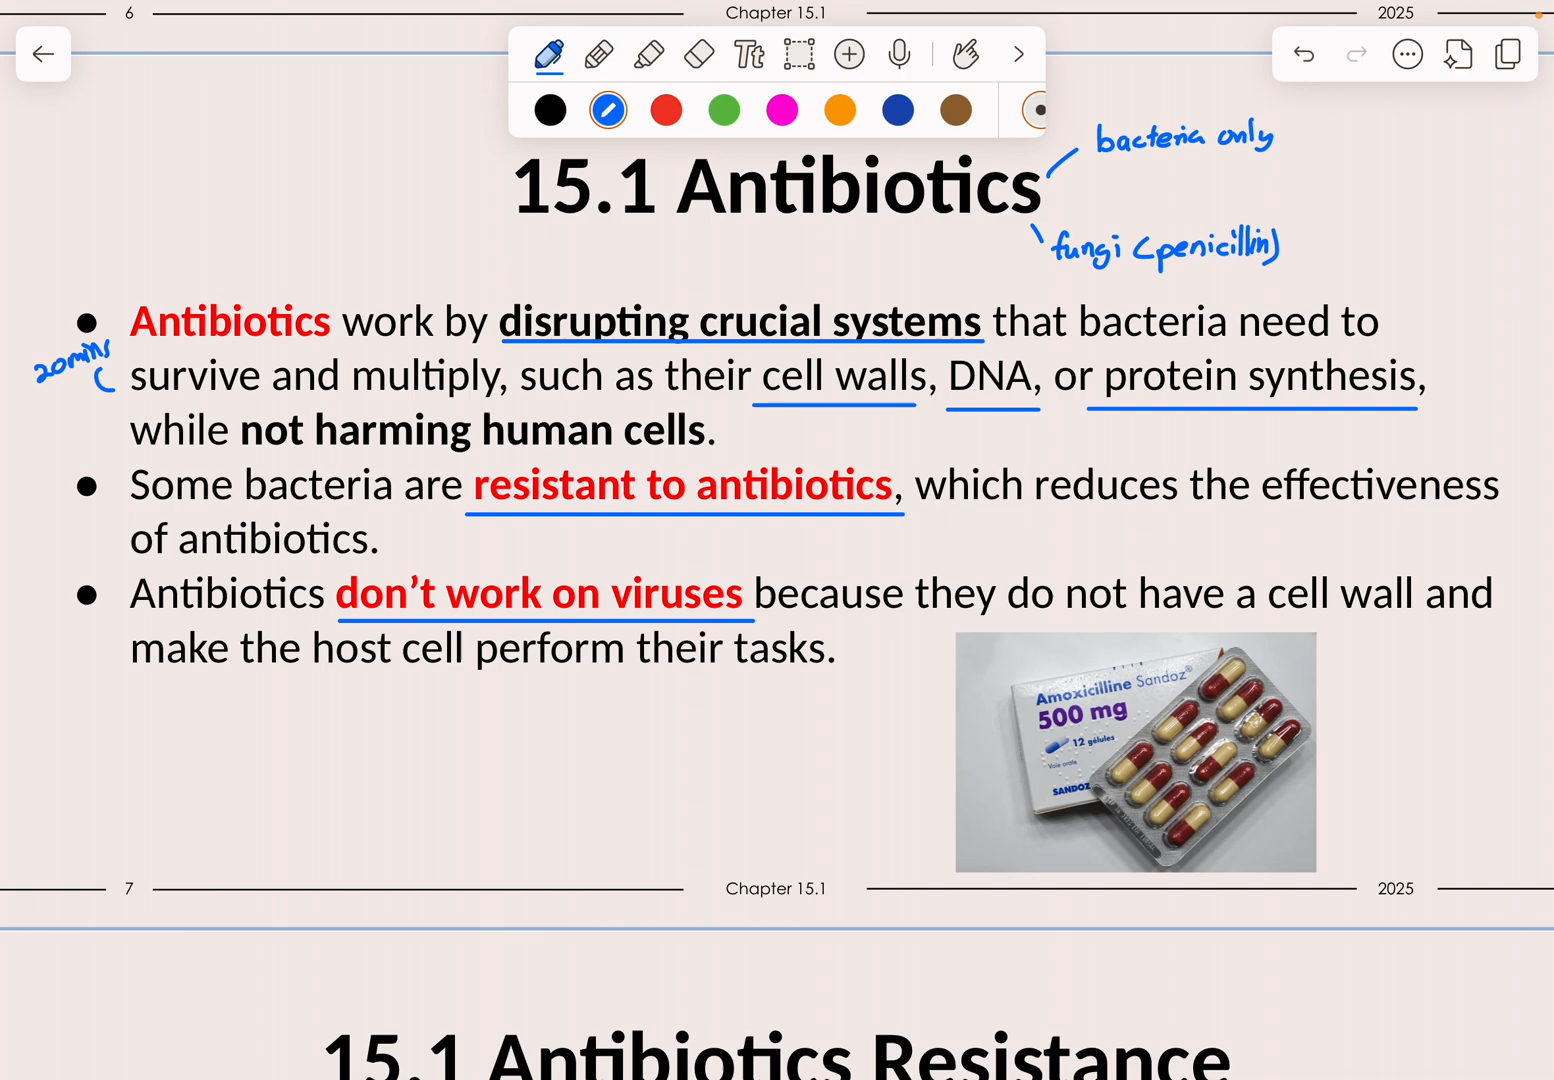 6 Chapter 15.1 2025
Tt
bacteria only
15.1 Antibiotics
fungi (penicillin)
● Antibiotics work by disrupting crucial systems that bacteria need to
20mins
survive and multiply, such as their cell walls, DNA, or protein synthesis,
while not harming human cells.
● Some bacteria are resistant to antibiotics, which reduces the effectiveness
of antibiotics.
● Antibiotics don't work on viruses because they do not have a cell wall and
make the host cell perform their tasks.
Amoxicilline Sandoz®
500 mg
12 gélules
Voie orale
SANDOZ
7 Chapter 15.1 2025
15.1 Antibiotics Resistance